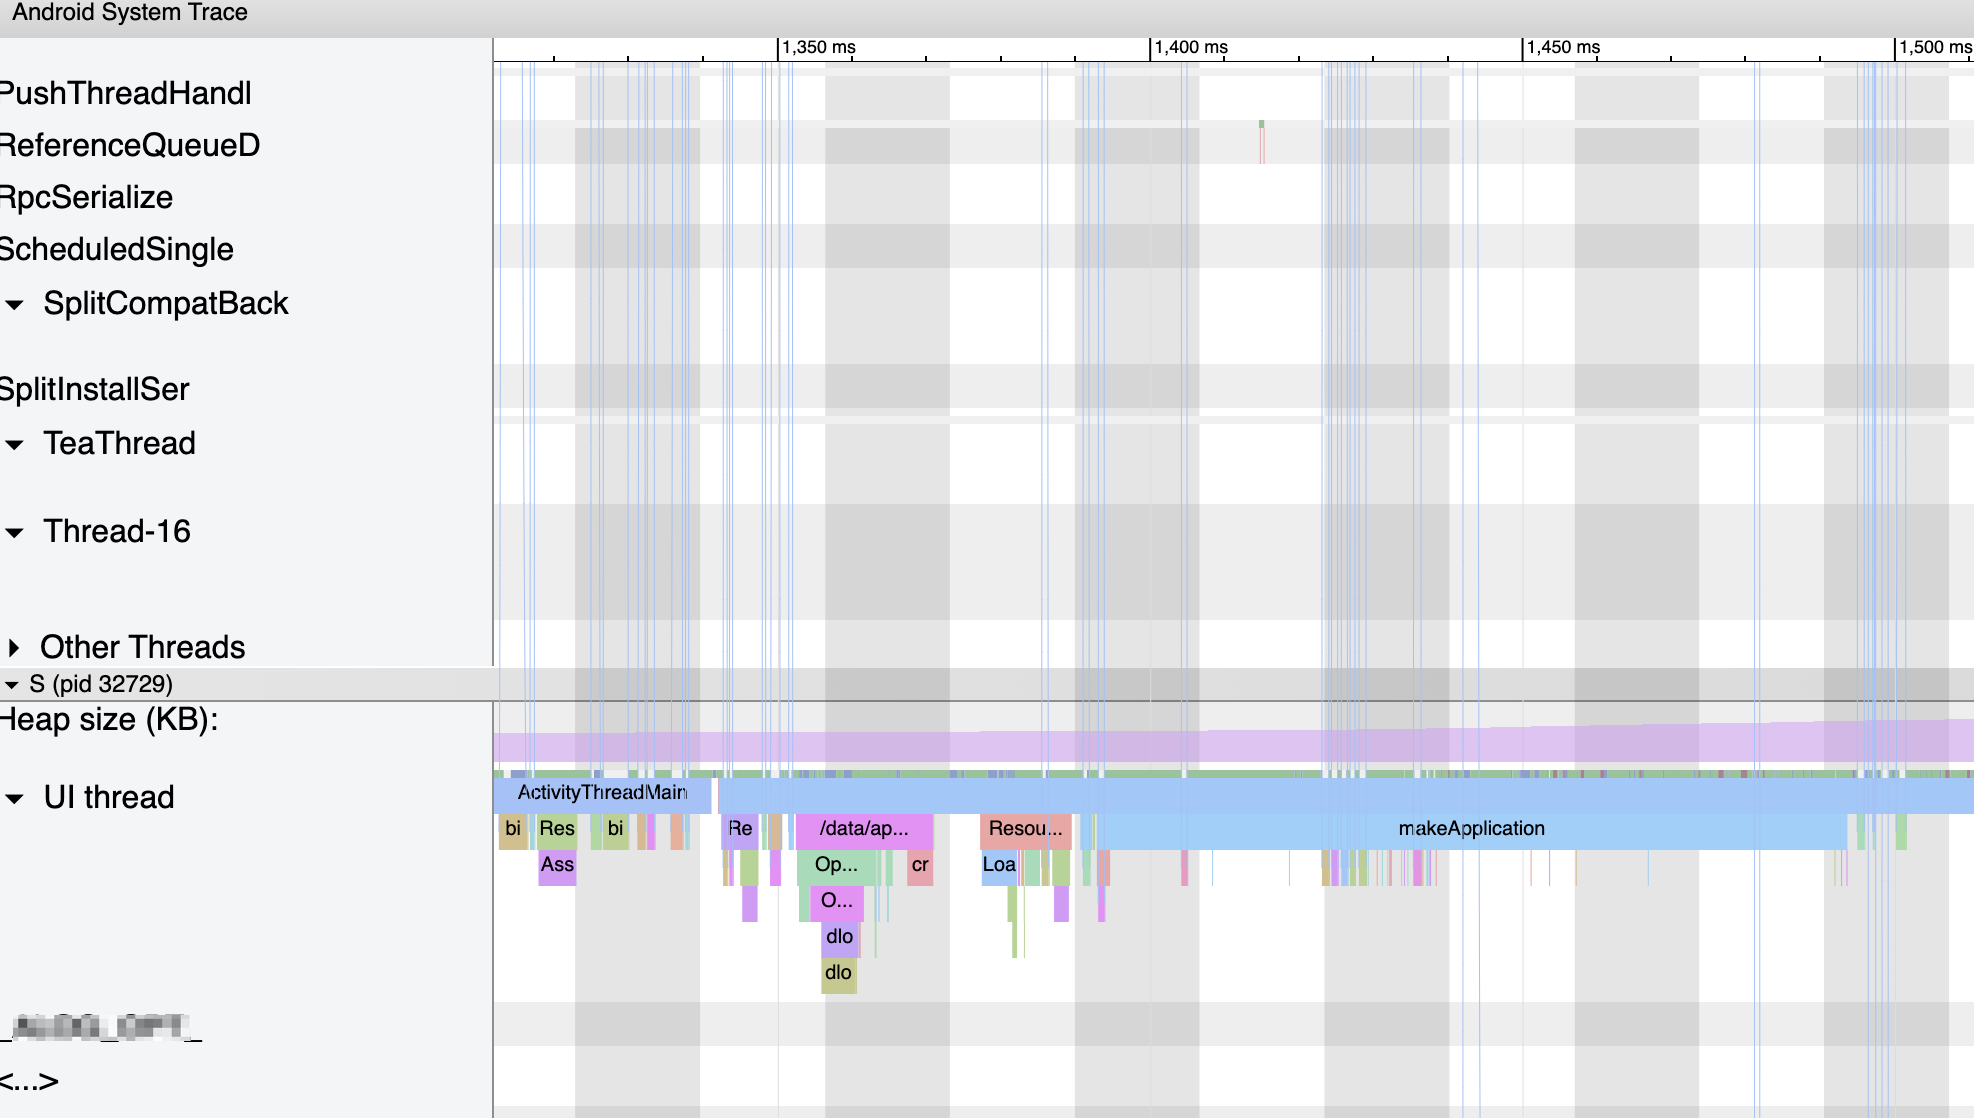 Android System Trace
1,350 ms
1,400 ms
1,450 ms
1,500 ms
PushThreadHandl
ReferenceQueueD
RpcSerialize
ScheduledSingle
SplitCompatBack
SplitInstallSer
TeaThread
Thread-16
Other Threads
S (pid 32729)
Heap size (KB):
UI thread
ActivityThreadMain
bi Res bi Re /data/ap... Resou... makeApplication
Ass Op... cr Loa
O...
dlo
dlo
<...>